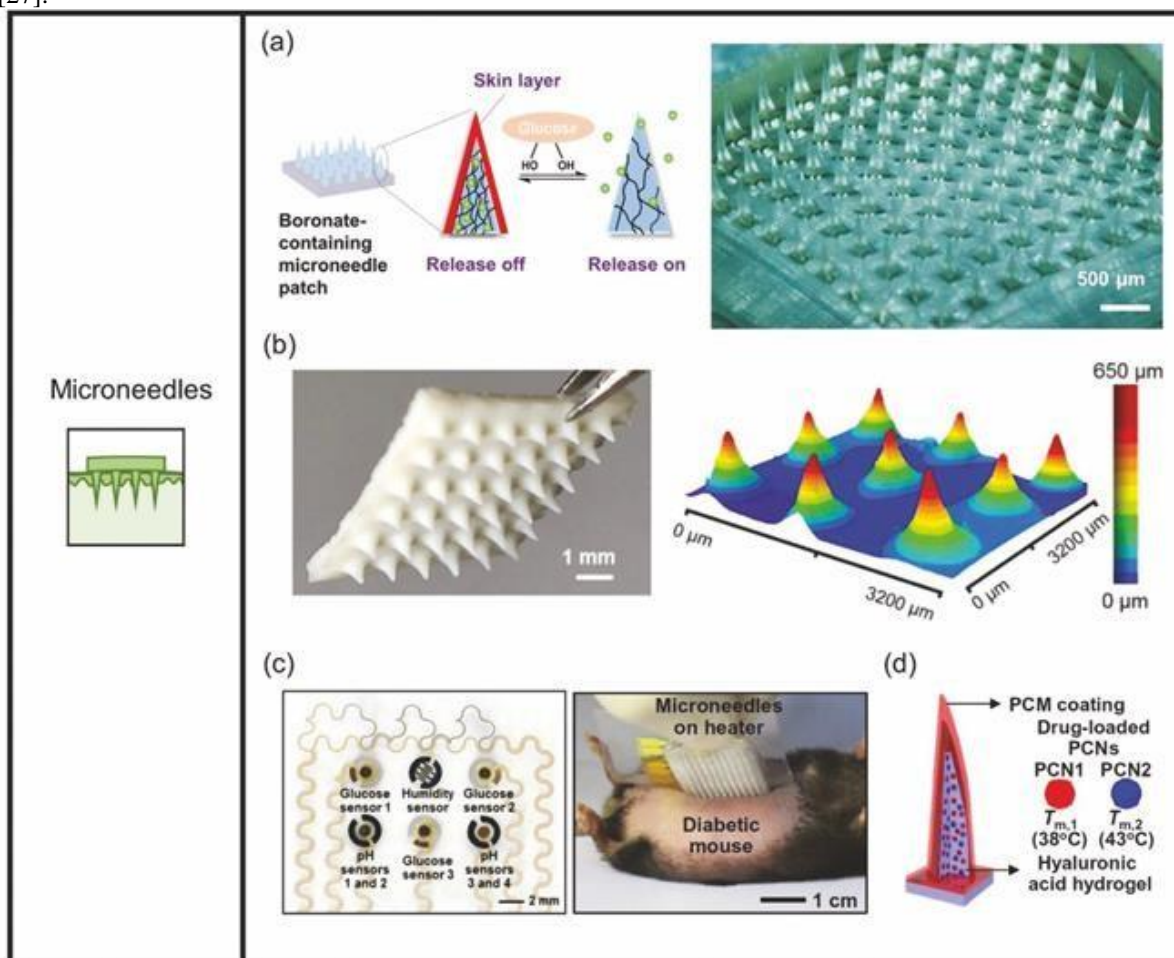 [27].
Microneedles
(a)
Skin layer
Glucose
HO
OH
Boronate-
containing
microneedle
patch
Release off
Release on
500 µm
(b)
1 mm
650 µm
0 µm
0 µm
3200 µm
0 µm
3200 µm
(c)
Glucose
sensor 1
Humidity
sensor
Glucose
sensor 2
pH
sensors
1 and 2
Glucose
sensor 3
pH
sensors
3 and 4
2 mm
Microneedles
on heater
Diabetic
mouse
1 cm
(d)
PCM coating
Drug-loaded
PCNs
PCN1
PCN2
Tm,1
Tm,2
(38°C)
(43°C)
Hyaluronic
acid hydrogel